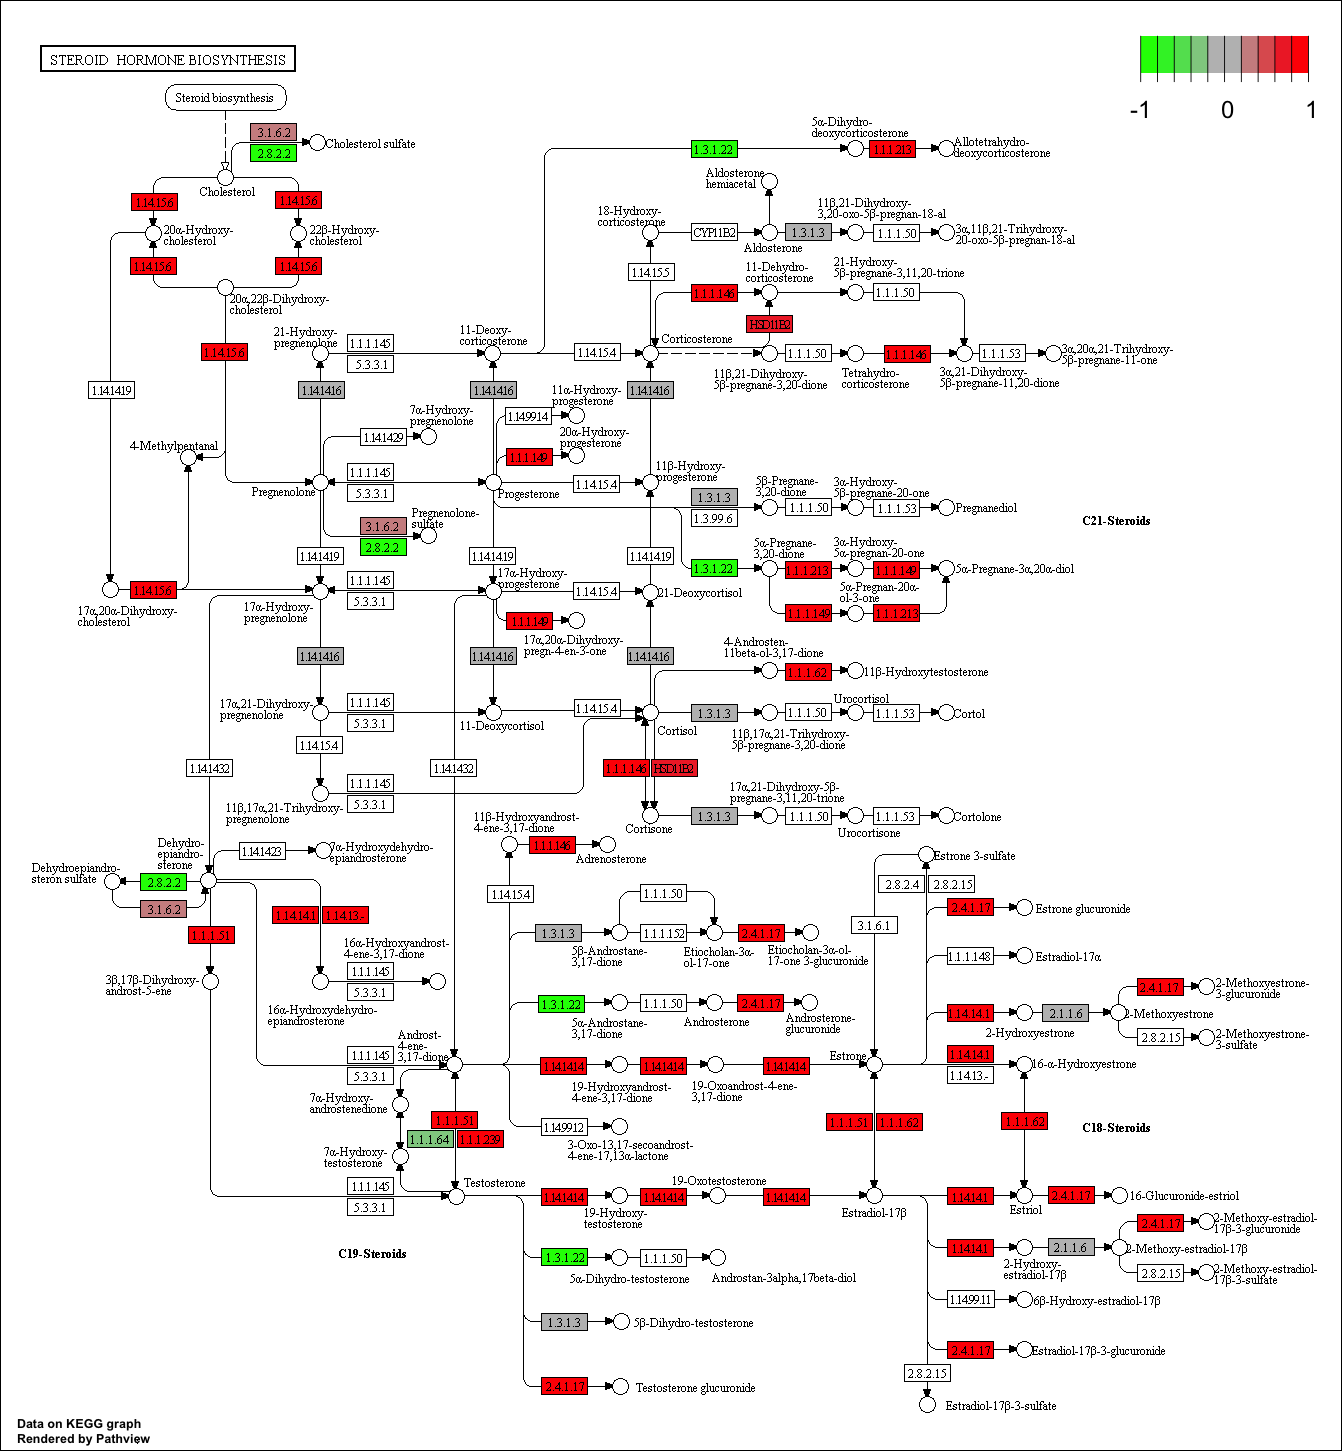 STEROID HORMONE BIOSYNTHESIS
-1
0
1
Steroid biosynthesis
3.1.6.2
2.8.2.2
Cholesterol sulfate
Cholesterol
1.14.15.6
1.14.15.6
20α-Hydroxy-
cholesterol
22β-Hydroxy-
cholesterol
1.14.15.6
1.14.15.6
20α,22β-Dihydroxy-
cholesterol
1.14.15.6
1.14.14.19
4-Methylpentanal
1.14.15.6
17α,20α-Dihydroxy-
cholesterol
5α-Dihydro-
deoxycorticosterone
1.3.1.22
1.1.1.213
Allotetrahydro-
deoxycorticosterone
Aldosterone
hemiacetal
18-Hydroxy-
corticosterone
CYP11B2
Aldosterone
1.3.1.3
11β,21-Dihydroxy-
3,20-oxo-5β-pregnan-18-al
1.1.1.50
3α,11β,21-Trihydroxy-
20-oxo-5β-pregnan-18-al
1.14.15.5
11-Dehydro-
corticosterone
21-Hydroxy-
5β-pregnane-3,11,20-trione
1.1.1.146
1.1.1.50
HSD11B2
21-Hydroxy-
pregnenolone
1.1.1.145
5.3.3.1
11-Deoxy-
corticosterone
1.14.15.4
Corticosterone
1.1.1.50
1.1.1.146
1.1.1.53
3α,20α,21-Trihydroxy-
5β-pregnane-11-one
11β,21-Dihydroxy-
5β-pregnane-3,20-dione
Tetrahydro-
corticosterone
3α,21-Dihydroxy-
5β-pregnane-11,20-dione
1.14.14.16
1.14.14.16
1.14.14.16
7α-Hydroxy-
pregnenolone
1.14.14.29
11α-Hydroxy-
progesterone
1.14.99.14
20α-Hydroxy-
progesterone
1.1.1.149
Pregnenolone
1.1.1.145
5.3.3.1
Progesterone
1.14.15.4
11β-Hydroxy-
progesterone
1.3.1.3
1.3.99.6
5β-Pregnane-
3,20-dione
1.1.1.50
3α-Hydroxy-
5β-pregnane-20-one
1.1.1.53
Pregnanediol
C21-Steroids
3.1.6.2
2.8.2.2
Pregnenolone-
sulfate
1.14.14.19
1.14.14.19
1.14.14.19
1.3.1.22
5α-Pregnane-
3,20-dione
1.1.1.213
3α-Hydroxy-
5α-pregnan-20-one
1.1.1.149
5α-Pregnane-3α,20α-diol
1.1.1.149
5α-Pregnan-20α-
ol-3-one
1.1.1.213
17α-Hydroxy-
pregnenolone
1.1.1.145
5.3.3.1
17α-Hydroxy-
progesterone
1.14.15.4
21-Deoxycortisol
1.1.1.149
17α,20α-Dihydroxy-
pregn-4-en-3-one
1.14.14.16
1.14.14.16
1.14.14.16
4-Androsten-
11beta-ol-3,17-dione
1.1.1.62
11β-Hydroxytestosterone
17α,21-Dihydroxy-
pregnenolone
1.1.1.145
5.3.3.1
11-Deoxycortisol
1.14.15.4
Cortisol
1.3.1.3
1.1.1.50
Urocortisol
1.1.1.53
Cortol
11β,17α,21-Trihydroxy-
5β-pregnane-3,20-dione
1.14.15.4
1.14.14.32
1.14.14.32
1.1.1.146
HSD11B2
11β,17α,21-Trihydroxy-
pregnenolone
1.1.1.145
5.3.3.1
17α,21-Dihydroxy-5β-
pregnane-3,11,20-trione
Cortisone
1.3.1.3
1.1.1.50
Urocortisone
1.1.1.53
Cortolone
11β-Hydroxyandrost-
4-ene-3,17-dione
1.1.1.146
Adrenosterone
Dehydro-
epiandro-
sterone
1.14.14.23
7α-Hydroxydehydro-
epiandrosterone
Dehydroepiandro-
steron sulfate
2.8.2.2
3.1.6.2
1.1.1.51
1.14.14.1
1.14.13.-
16α-Hydroxyandrost-
4-ene-3,17-dione
1.1.1.145
5.3.3.1
3β,17β-Dihydroxy-
androst-5-ene
16α-Hydroxydehydro-
epiandrosterone
1.14.15.4
1.1.1.50
1.3.1.3
5β-Androstane-
3,17-dione
1.1.1.152
Etiocholan-3α-
ol-17-one
2.4.1.17
Etiocholan-3α-ol-
17-one 3-glucuronide
1.3.1.22
5α-Androstane-
3,17-dione
1.1.1.50
Androsterone
2.4.1.17
Androsterone-
glucuronide
Estrone 3-sulfate
2.8.2.4
2.8.2.15
3.1.6.1
2.4.1.17
Estrone glucuronide
1.1.1.148
Estradiol-17α
1.14.14.1
2-Hydroxyestrone
2.1.1.6
2-Methoxyestrone
2.4.1.17
2-Methoxyestrone-
3-glucuronide
2.8.2.15
2-Methoxyestrone-
3-sulfate
Androst-
4-ene-
3,17-dione
1.1.1.145
5.3.3.1
1.14.14.14
19-Hydroxyandrost-
4-ene-3,17-dione
1.14.14.14
19-Oxoandrost-4-ene-
3,17-dione
1.14.14.14
Estrone
1.14.14.1
1.14.13.-
16-α-Hydroxyestrone
7α-Hydroxy-
androstenedione
1.1.1.51
1.1.1.64
1.1.1.239
1.14.99.12
3-Oxo-13,17-secoandrost-
4-ene-17,13α-lactone
1.1.1.51
1.1.1.62
1.1.1.62
C18-Steroids
7α-Hydroxy-
testosterone
1.1.1.145
5.3.3.1
Testosterone
1.14.14.14
19-Hydroxy-
testosterone
1.14.14.14
19-Oxotestosterone
1.14.14.14
Estradiol-17β
1.14.14.1
Estriol
2.4.1.17
16-Glucuronide-estriol
C19-Steroids
1.3.1.22
5α-Dihydro-testosterone
1.1.1.50
Androstan-3alpha,17beta-diol
1.14.14.1
2-Hydroxy-
estradiol-17β
2.1.1.6
2-Methoxy-estradiol-17β
2.4.1.17
2-Methoxy-estradiol-
17β-3-glucuronide
2.8.2.15
2-Methoxy-estradiol-
17β-3-sulfate
1.14.99.11
6β-Hydroxy-estradiol-17β
1.3.1.3
5β-Dihydro-testosterone
2.4.1.17
Estradiol-17β-3-glucuronide
2.4.1.17
Testosterone glucuronide
2.8.2.15
Estradiol-17β-3-sulfate
Data on KEGG graph
Rendered by Pathview